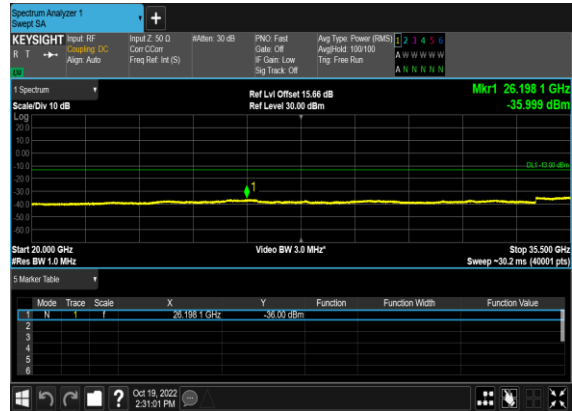 Spectrum Analyzer 1
Swept SA
+
KEYSIGHT Input: RF Input Z: 50 Ω #Atten: 30 dB PNO: Fast Avg Type: Power (RMS) 1 2 3 4 5 6
R T Coupling: DC Corr CCorr Gate: Off Avg|Hold: 100/100 A W W W W W
Align: Auto Freq Ref: Int (S) IF Gain: Low Trig: Free Run
Sig Track: Off A N N N N N
1 Spectrum Ref Lvl Offset 15.66 dB Mkr1 26.198 1 GHz
Scale/Div 10 dB Ref Level 30.00 dBm -35.999 dBm
Log
20.0
10.0
0.00
-10.0
DL1 -13.00 dBm
-20.0
1
-30.0
-40.0
-50.0
-60.0
Start 20.000 GHz Video BW 3.0 MHz* Stop 35.500 GHz
#Res BW 1.0 MHz Sweep ~30.2 ms (40001 pts)
5 Marker Table
Mode Trace Scale X Y Function Function Width Function Value
1 N 1 f 26.198 1 GHz -36.00 dBm
2
3
4
5
6
? Oct 19, 2022
2:31:01 PM